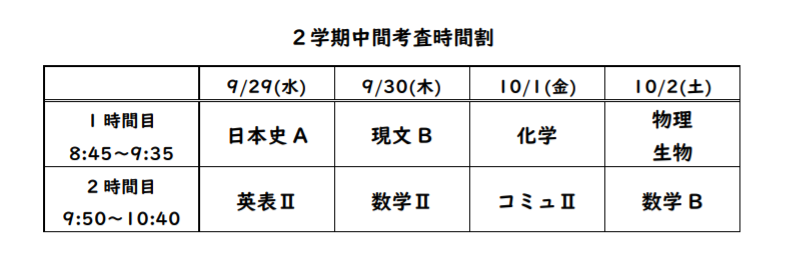 2学期中間考査時間割
9/29(水) 9/30(木) 10/1(金) 10/2(土)
1時間目
8:45~9:35
日本史A 現文B 化学 物理
生物
2時間目
9:50~10:40
英表Ⅱ 数学Ⅱ コミュⅡ 数学B